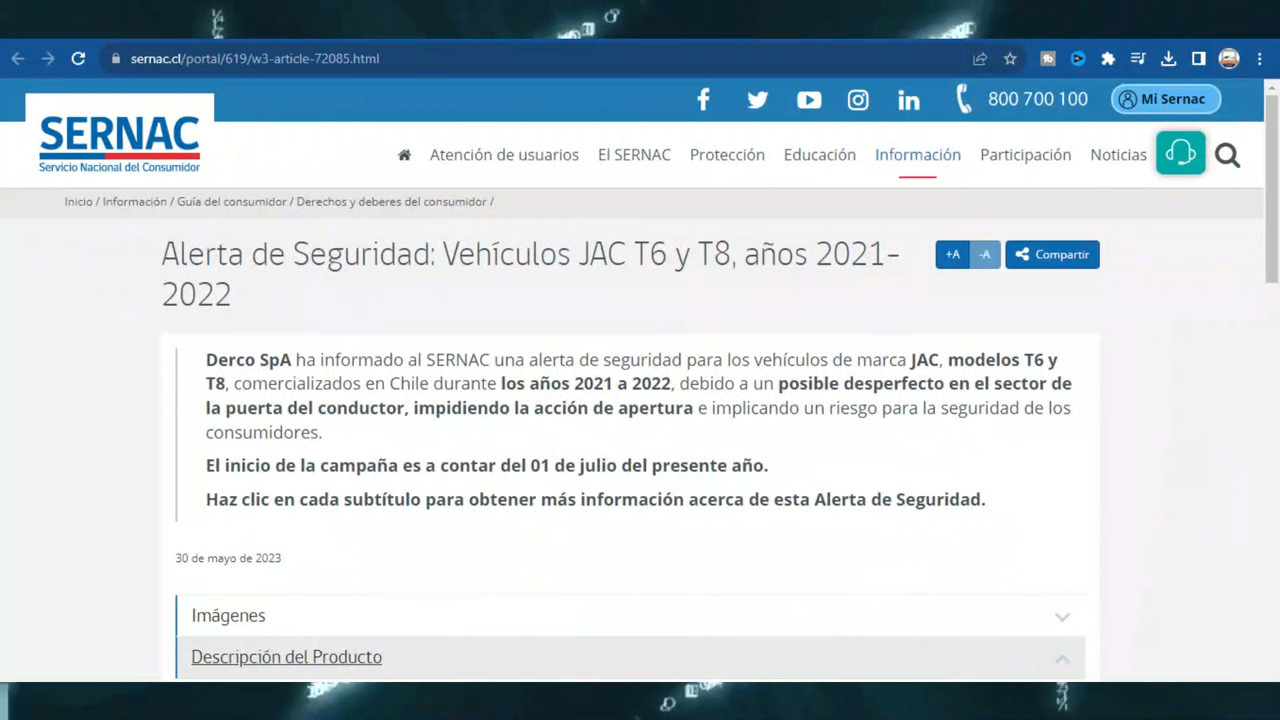 sernac.cl/portal/619/w3-article-72085.html
800 700 100
Mi Sernac
SERNAC
Servicio Nacional del Consumidor
Atención de usuarios El SERNAC Protección Educación Información Participación Noticias
Inicio / Información / Guía del consumidor / Derechos y deberes del consumidor /
Alerta de Seguridad: Vehículos JAC T6 y T8, años 2021-
2022
+A -A Compartir
Derco SpA ha informado al SERNAC una alerta de seguridad para los vehículos de marca JAC, modelos T6 y
T8, comercializados en Chile durante los años 2021 a 2022, debido a un posible desperfecto en el sector de
la puerta del conductor, impidiendo la acción de apertura e implicando un riesgo para la seguridad de los
consumidores.
El inicio de la campaña es a contar del 01 de julio del presente año.
Haz clic en cada subtítulo para obtener más información acerca de esta Alerta de Seguridad.
30 de mayo de 2023
Imágenes
Descripción del Producto